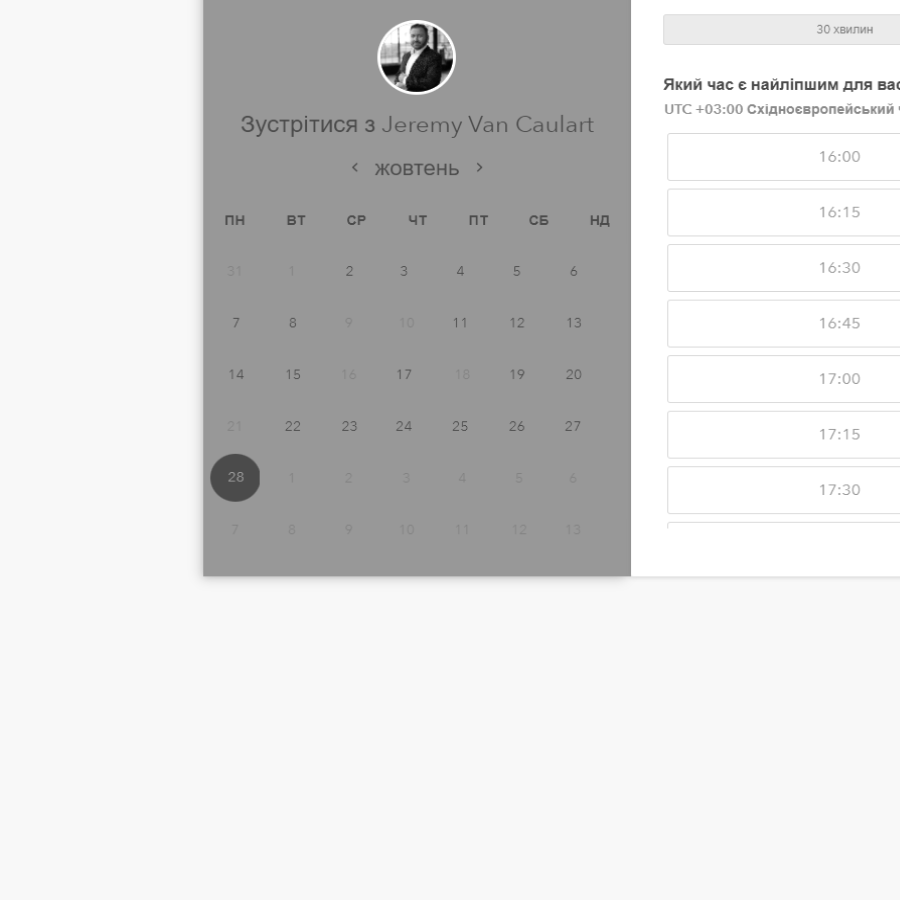 Зустрітися з Jeremy Van Caulart
жовтень
ПН ВТ СР ЧТ ПТ СБ НД
31 1 2 3 4 5 6
7 8 9 10 11 12 13
14 15 16 17 18 19 20
21 22 23 24 25 26 27
28 1 2 3 4 5 6
7 8 9 10 11 12 13
30 хвилин
Який час є найліпшим для вас
UTC +03:00 Східноєвропейський
16:00
16:15
16:30
16:45
17:00
17:15
17:30